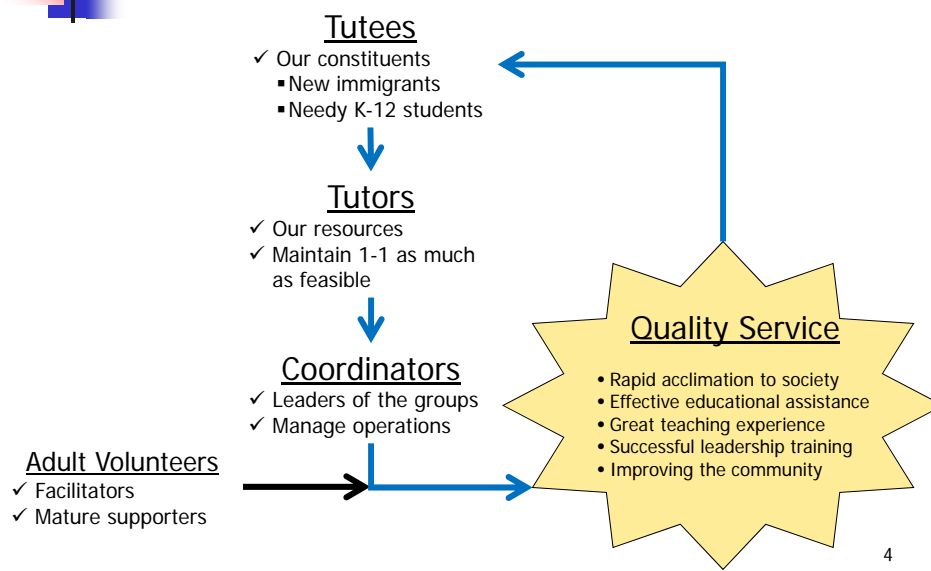 Tutees
✓ Our constituents
▪ New immigrants
▪ Needy K-12 students
Tutors
✓ Our resources
✓ Maintain 1-1 as much
as feasible
Coordinators
✓ Leaders of the groups
✓ Manage operations
Adult Volunteers
✓ Facilitators
✓ Mature supporters
Quality Service
• Rapid acclimation to society
• Effective educational assistance
• Great teaching experience
• Successful leadership training
• Improving the community
4